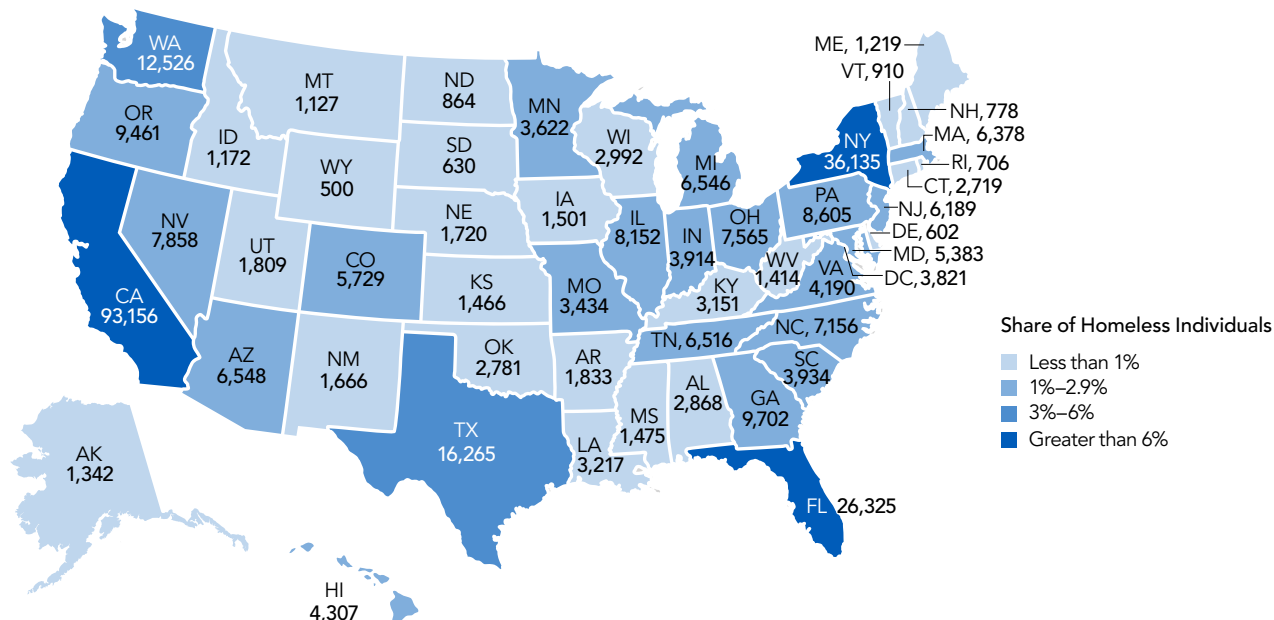 WA
12,526
OR
9,461
CA
93,156
NV
7,858
ID
1,172
MT
1,127
WY
500
UT
1,809
AZ
6,548
CO
5,729
NM
1,666
ND
864
SD
630
NE
1,720
KS
1,466
OK
2,781
TX
16,265
MN
3,622
IA
1,501
MO
3,434
AR
1,833
LA
3,217
WI
2,992
IL
8,152
MI
6,546
IN
3,914
OH
7,565
KY
3,151
TN, 6,516
MS
1,475
AL
2,868
GA
9,702
FL 26,325
SC
3,934
NC, 7,156
VA
4,190
WV
1,414
PA
8,605
NY
36,135
ME, 1,219
VT, 910
NH, 778
MA, 6,378
RI, 706
CT, 2,719
NJ, 6,189
DE, 602
MD, 5,383
DC, 3,821
AK
1,342
HI
4,307
Share of Homeless Individuals
Less than 1%
1%–2.9%
3%–6%
Greater than 6%